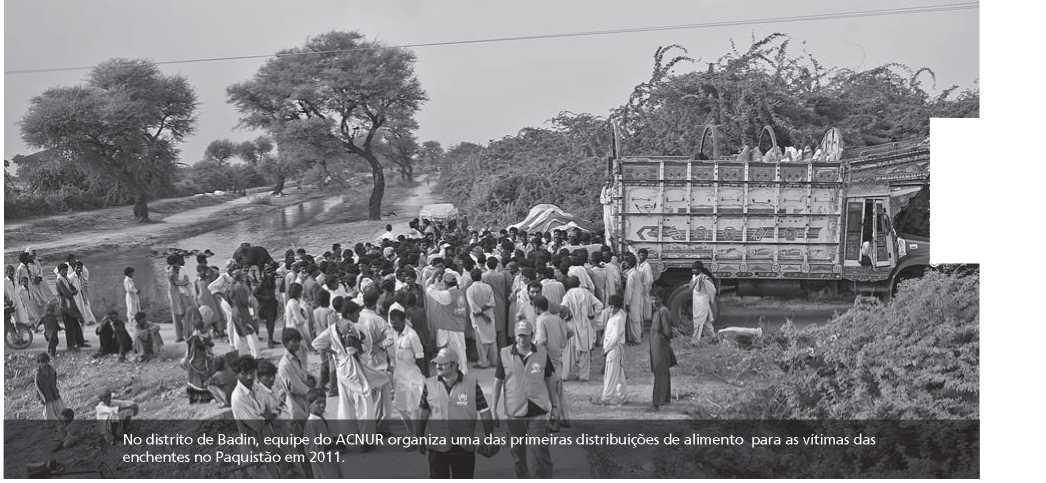 No distrito de Badin, equipe do ACNUR organiza uma das primeiras distribuições de alimento para as vítimas das
enchentes no Paquistão em 2011.